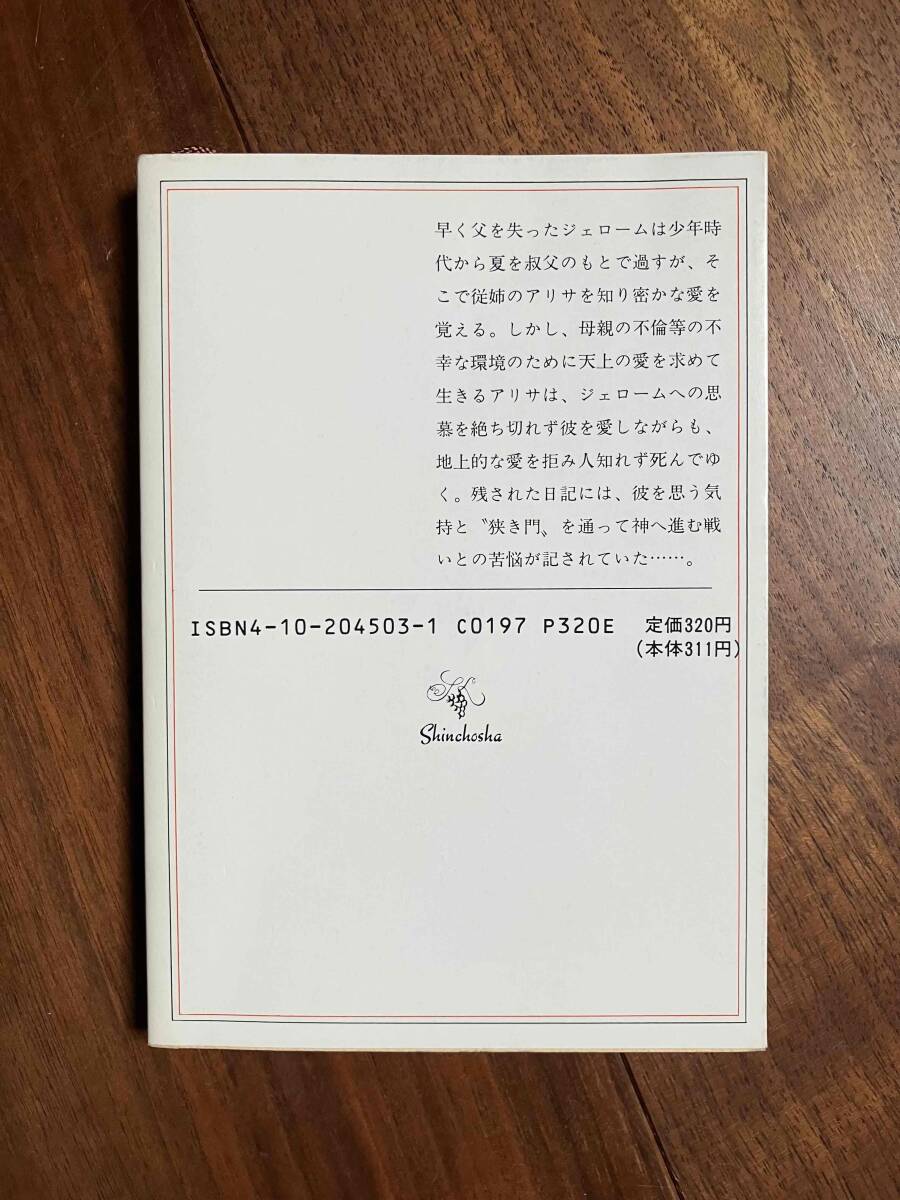 早く父を失ったジェロームは少年時
代から夏を叔父のもとで過すが、そ
こで従姉のアリサを知り密かな愛を
覚える。しかし、母親の不倫等の不
幸な環境のために天上の愛を求めて
生きるアリサは、ジェロームへの思
慕を絶ち切れず彼を愛しながらも、
地上的な愛を拒み人知れず死んでゆ
く。残された日記には、彼を思う気
持と〝狭き門〟を通って神へ進む戦
いとの苦悩が記されていた……。
ISBN4-10-204503-1 C0197 P320E 定価320円
(本体311円)
SK
Shinchosha